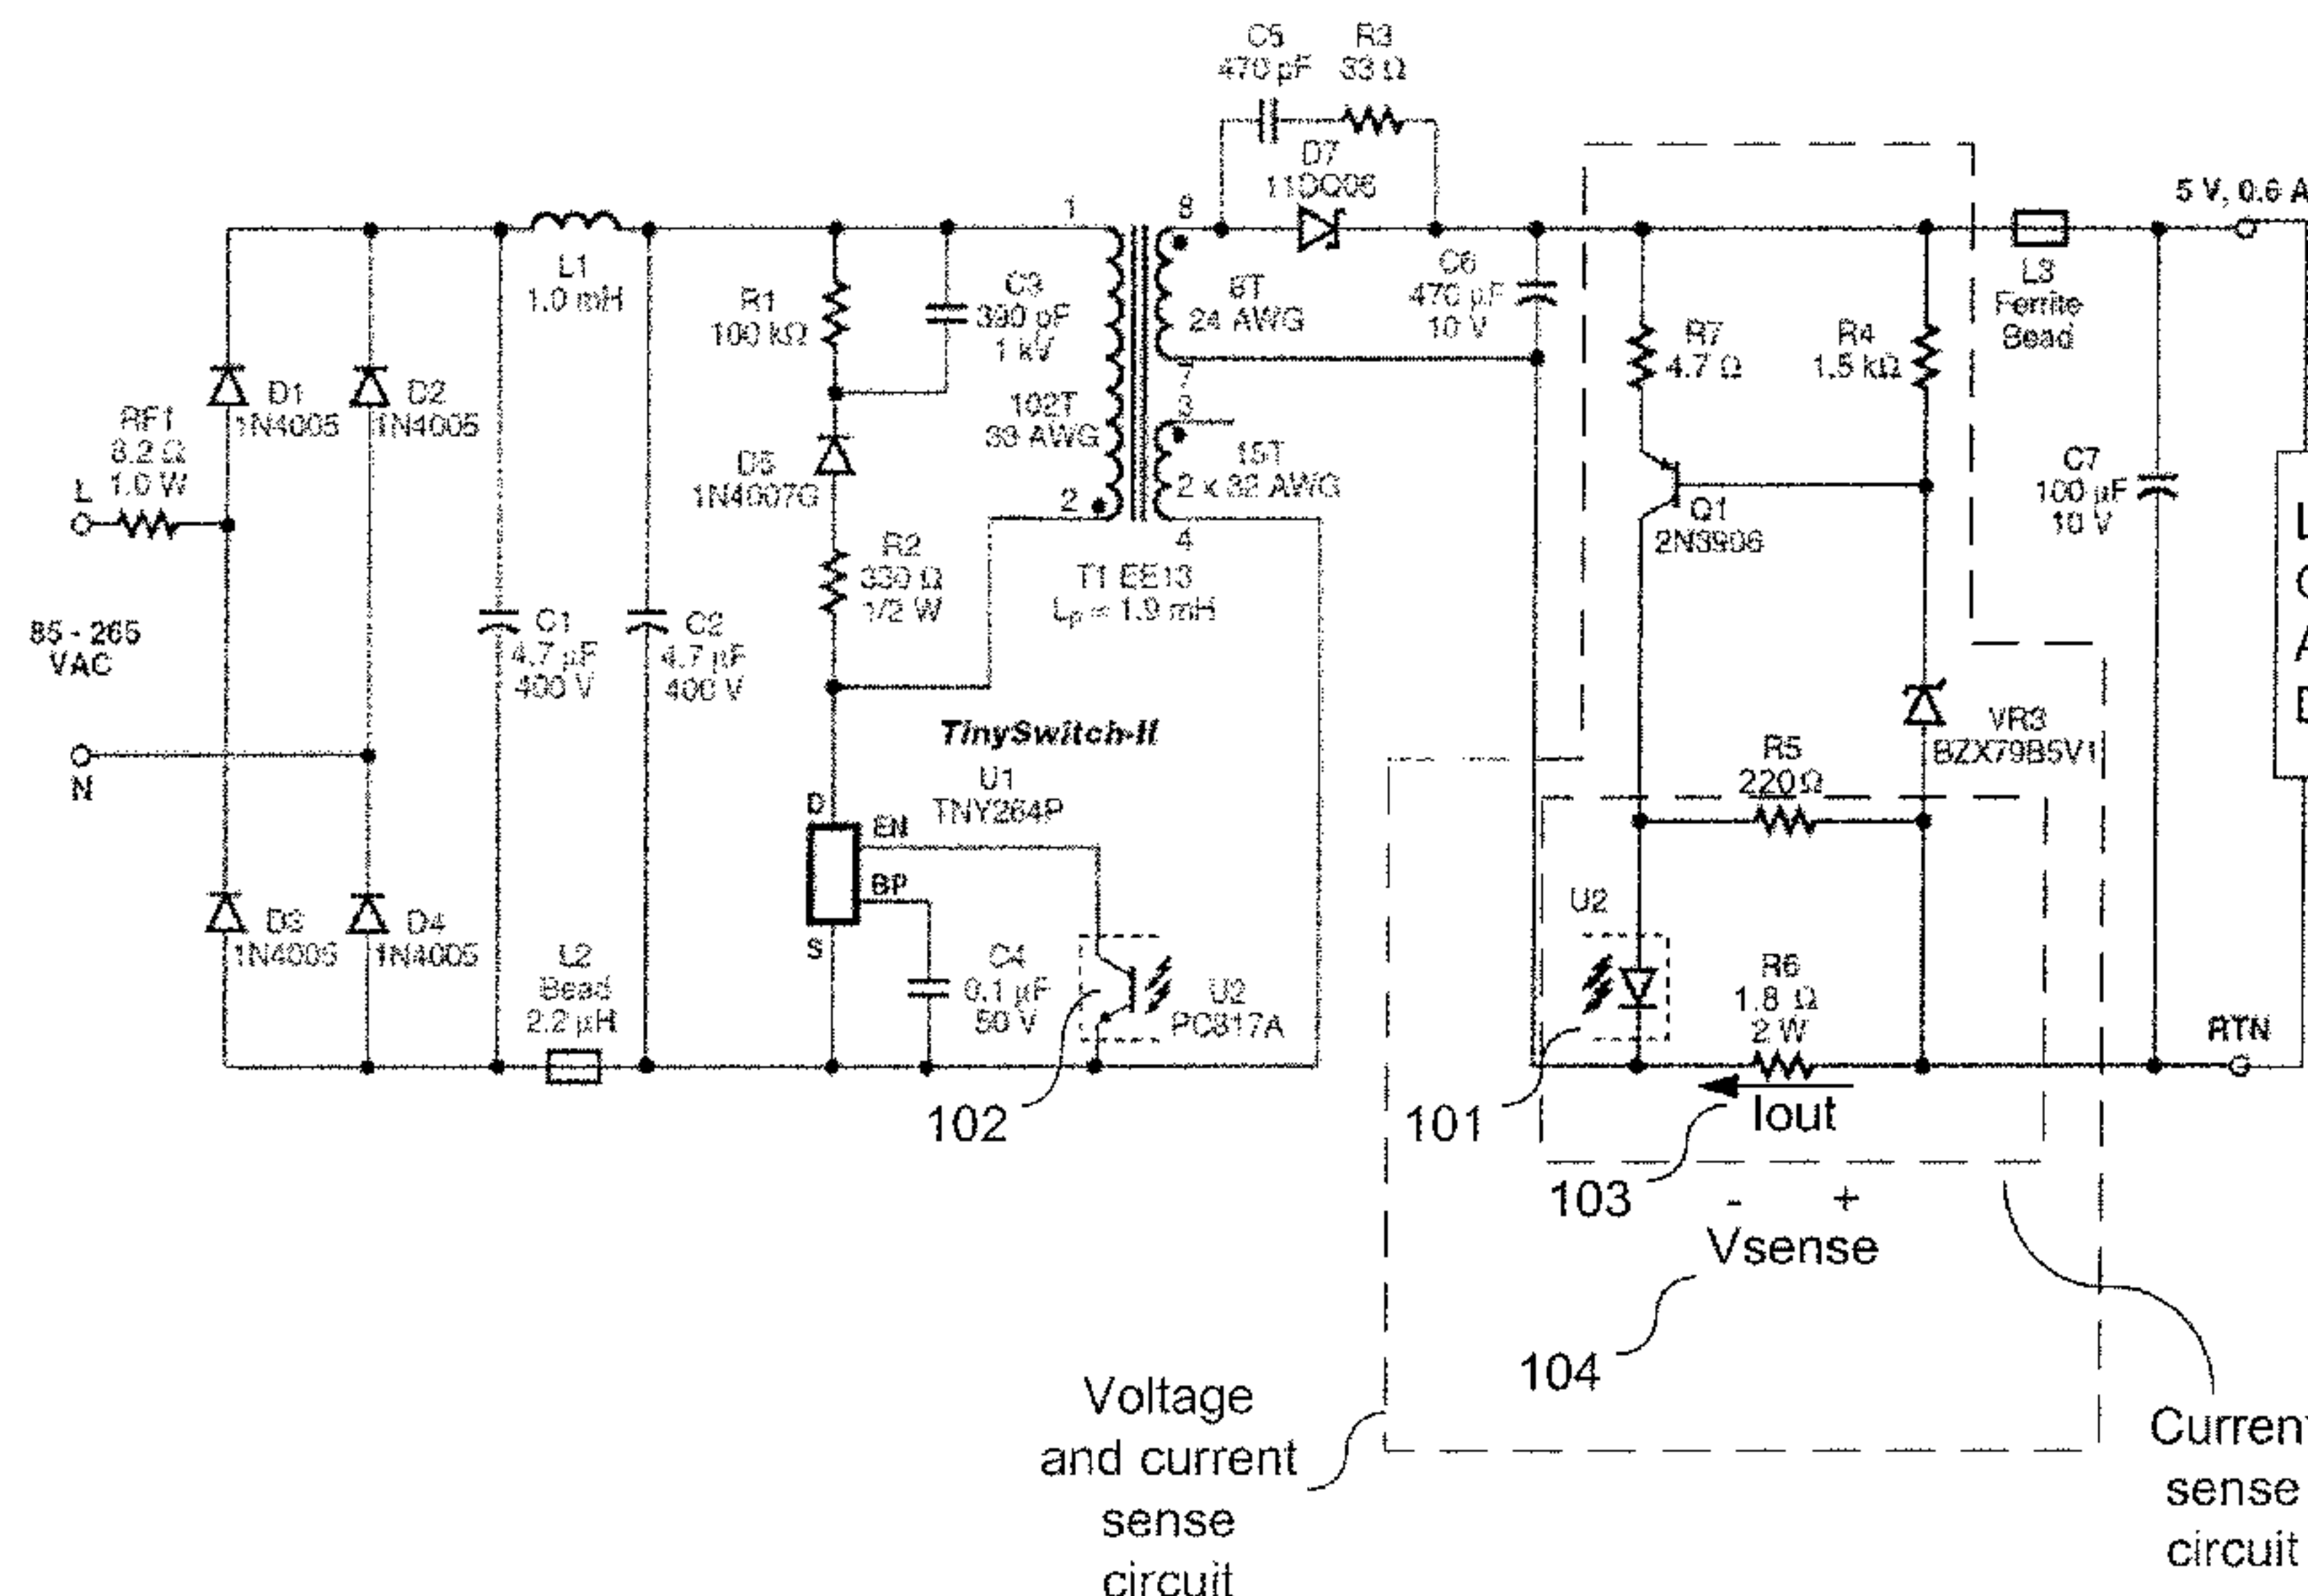 C5
470 pF
R3
33 Ω
D7
11DQ06
5 V, 0.6 A
1
8
L1
1.0 mH
R1
100 kΩ
C3
390 pF
1 kV
6T
24 AWG
C6
470 µF
10 V
L3
Ferrite
Bead
R7
4.7 Ω
R4
1.5 kΩ
7
3
D1
1N4005
D2
1N4005
102T
39 AWG
RF1
8.2 Ω
1.0 W
L
D5
1N4007G
15T
2 x 32 AWG
2
4
Q1
2N3906
C7
100 µF
10 V
R2
330 Ω
1/2 W
T1 EE13
Lp = 1.9 mH
85 - 265
VAC
C1
4.7 µF
400 V
C2
4.7 µF
400 V
TinySwitch-II
U1
TNY264P
VR3
BZX79B5V1
N
R5
220Ω
D
EN
BP
S
U2
D3
1N4005
D4
1N4005
L2
Bead
2.2 µH
C4
0.1 µF
50 V
U2
PC817A
R6
1.8 Ω
2 W
RTN
102
101
Iout
103
- +
Vsense
104
Voltage
and current
sense
circuit
sense
circuit